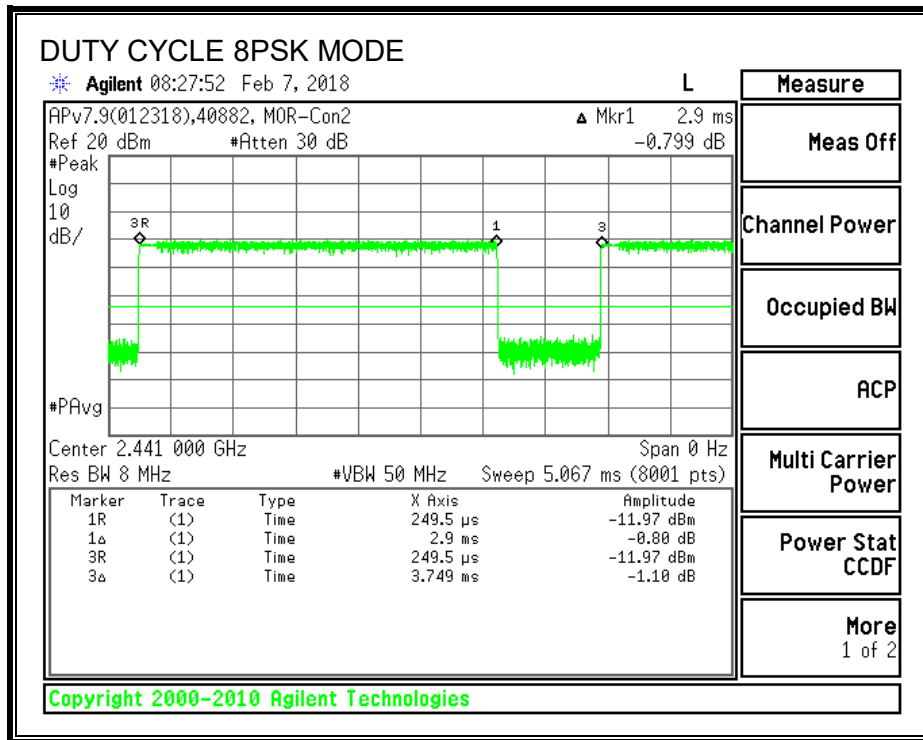 DUTY CYCLE 8PSK MODE
Agilent 08:27:52 Feb 7, 2018 L
Measure
APv7.9(012318),40882, MOR-Con2 Δ Mkr1 2.9 ms
Ref 20 dBm #Atten 30 dB -0.799 dB
#Peak
Log
10
dB/
3R
1
3
#PAvg
Center 2.441 000 GHz Span 0 Hz
Res BW 8 MHz #VBW 50 MHz Sweep 5.067 ms (8001 pts)
Marker Trace Type X Axis Amplitude
1R (1) Time 249.5 µs -11.97 dBm
1Δ (1) Time 2.9 ms -0.80 dB
3R (1) Time 249.5 µs -11.97 dBm
3Δ (1) Time 3.749 ms -1.10 dB
Meas Off
Channel Power
Occupied BW
ACP
Multi Carrier
Power
Power Stat
CCDF
More
1 of 2
Copyright 2000-2010 Agilent Technologies